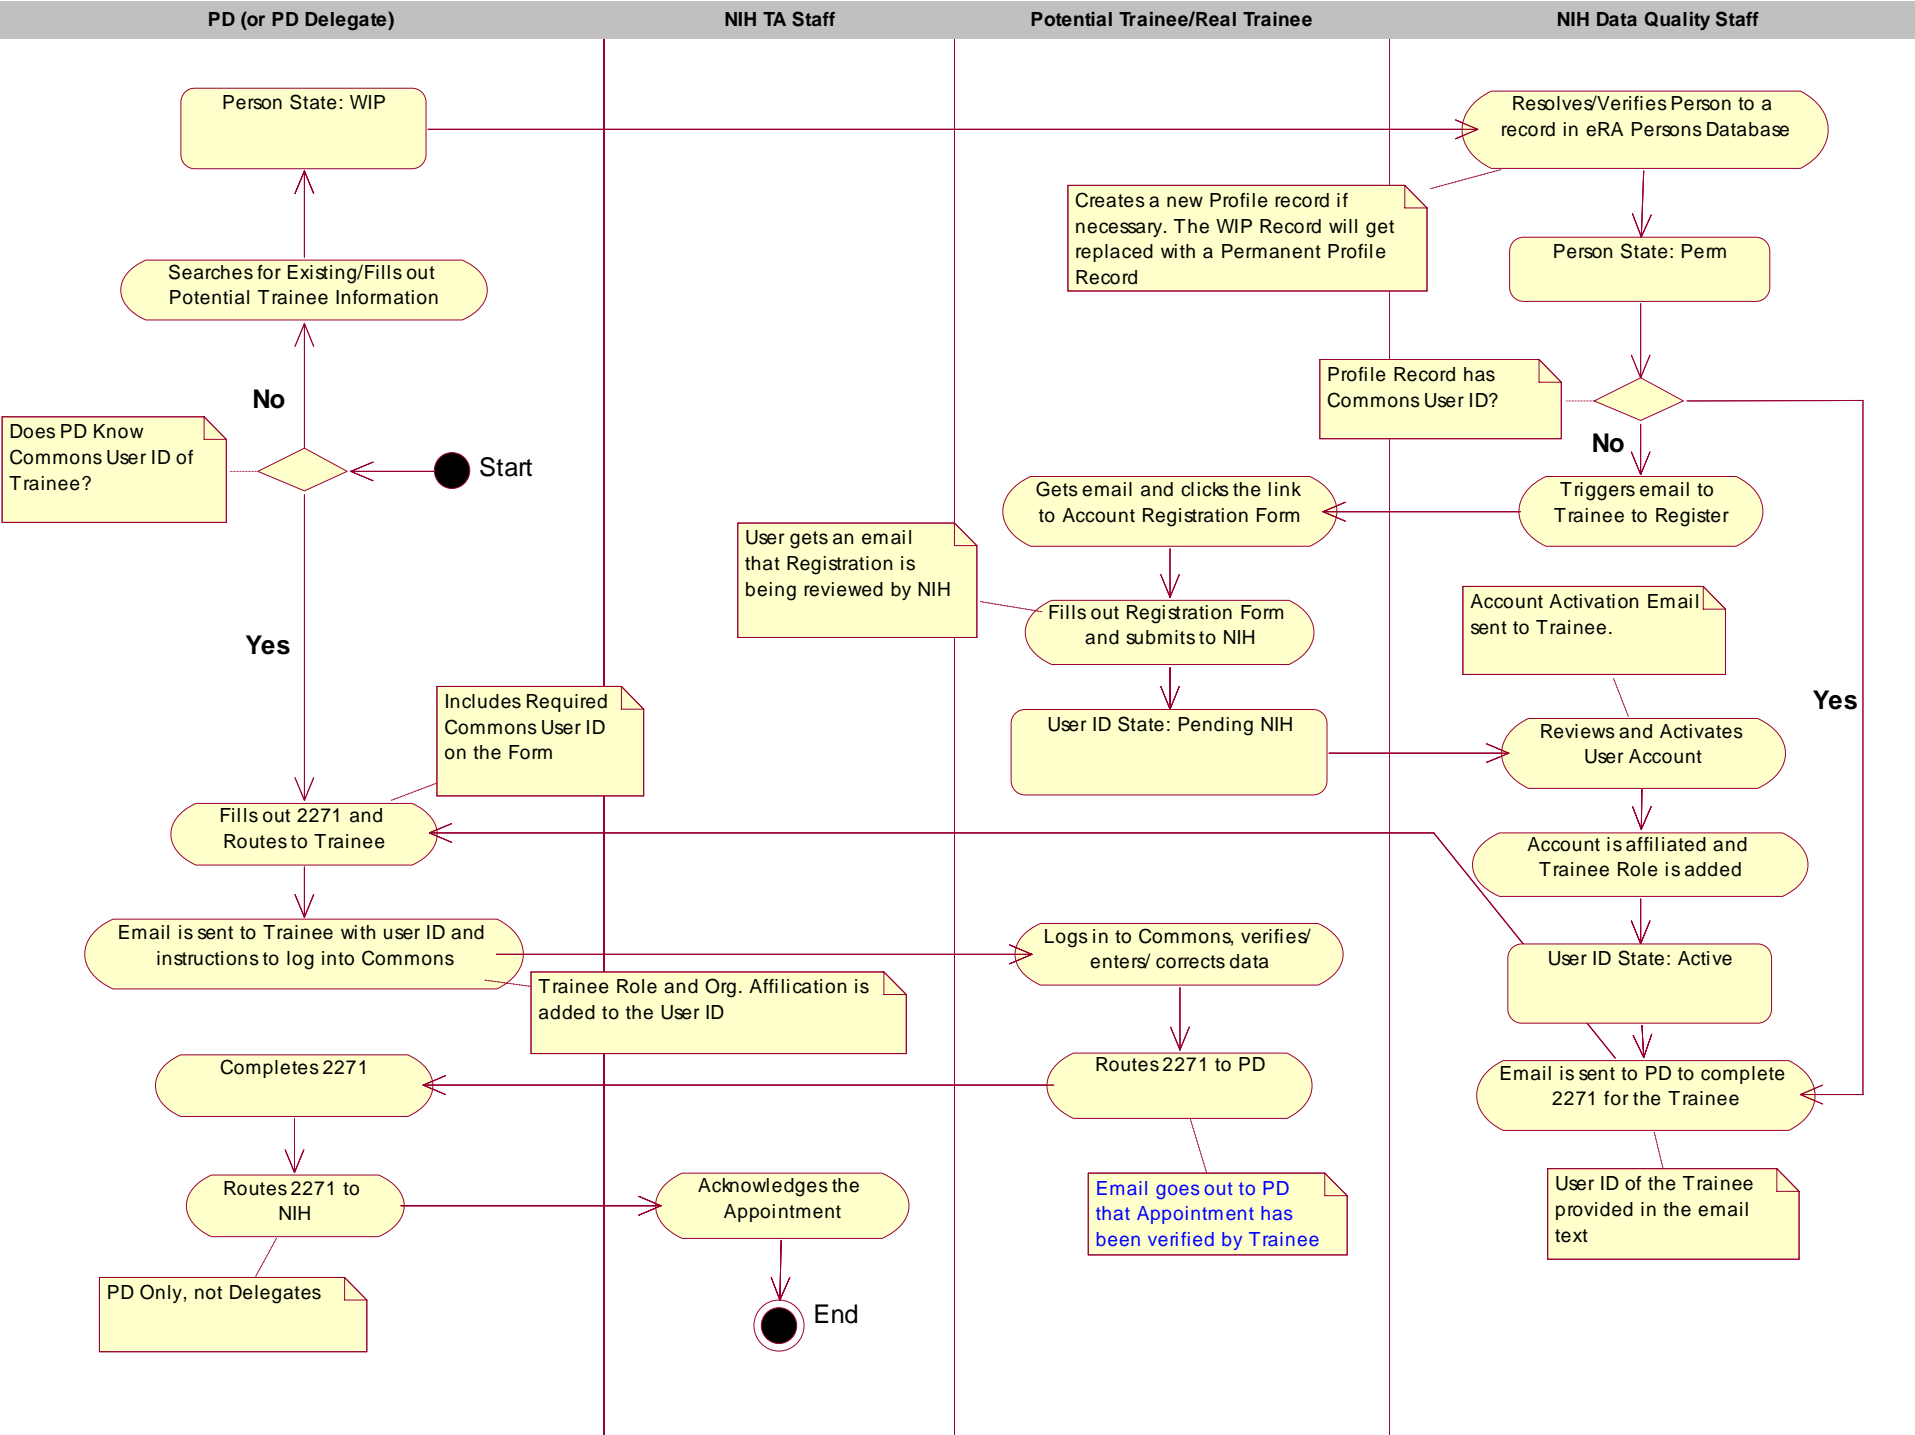 PD (or PD Delegate)
NIH TA Staff
Potential Trainee/Real Trainee
NIH Data Quality Staff
Person State: WIP
Resolves/Verifies Person to a
record in eRA Persons Database
Creates a new Profile record if
necessary. The WIP Record will get
replaced with a Permanent Profile
Record
Person State: Perm
Searches for Existing/Fills out
Potential Trainee Information
No
Profile Record has
Commons User ID?
No
Does PD Know
Commons User ID of
Trainee?
Start
Gets email and clicks the link
to Account Registration Form
Triggers email to
Trainee to Register
User gets an email
that Registration is
being reviewed by NIH
Fills out Registration Form
and submits to NIH
Account Activation Email
sent to Trainee.
Yes
Yes
Includes Required
Commons User ID
on the Form
User ID State: Pending NIH
Reviews and Activates
User Account
Fills out 2271 and
Routes to Trainee
Account is affiliated and
Trainee Role is added
Email is sent to Trainee with user ID and
instructions to log into Commons
Logs in to Commons, verifies/
enters/ corrects data
User ID State: Active
Trainee Role and Org. Affilication is
added to the User ID
Completes 2271
Routes 2271 to PD
Email is sent to PD to complete
2271 for the Trainee
Routes 2271 to
NIH
Acknowledges the
Appointment
Email goes out to PD
that Appointment has
been verified by Trainee
User ID of the Trainee
provided in the email
text
PD Only, not Delegates
End